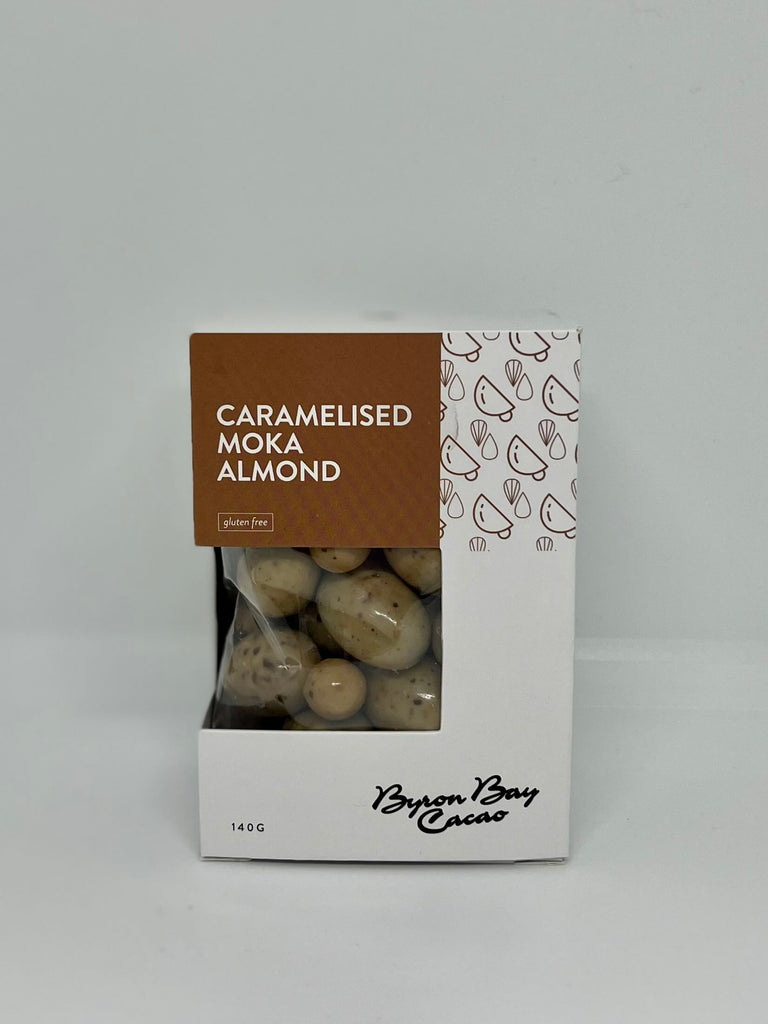 CARAMELISED
MOKA
ALMOND
gluten free
140G
Byron Bay
Cacao